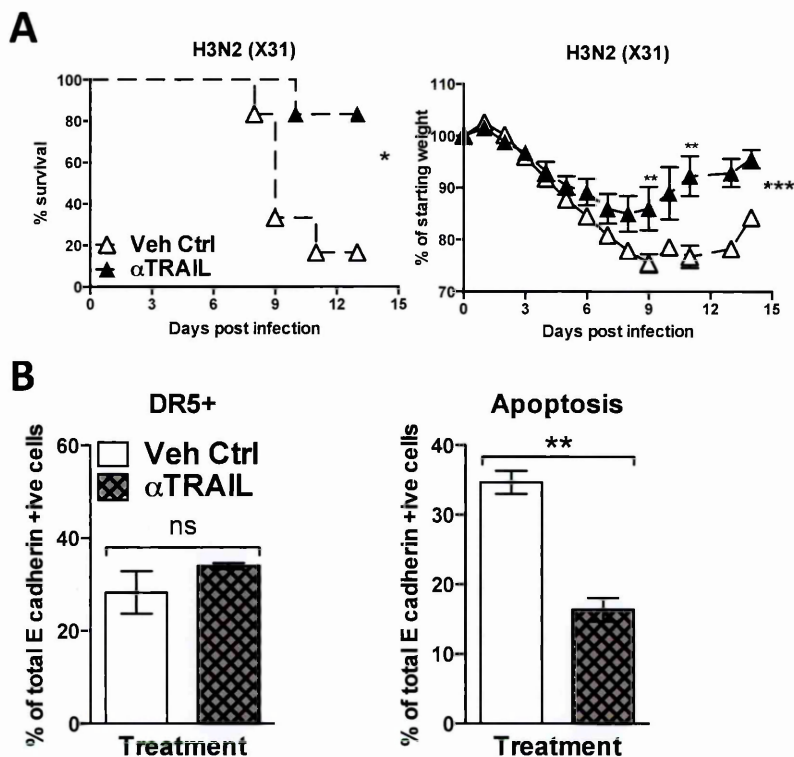 A
H3N2 (X31)
% survival
100
80
60
40
20
0
Veh Ctrl
αTRAIL
*
0 3 6 9 12 15
Days post infection
H3N2 (X31)
% of starting weight
110
100
90
80
70
**
**
***
0 3 6 9 12 15
Days post infection
B
DR5+
% of total E cadherin +ive cells
60
40
20
0
Veh Ctrl
αTRAIL
ns
Treatment
Apoptosis
% of total E cadherin +ive cells
40
30
20
10
0
**
Treatment